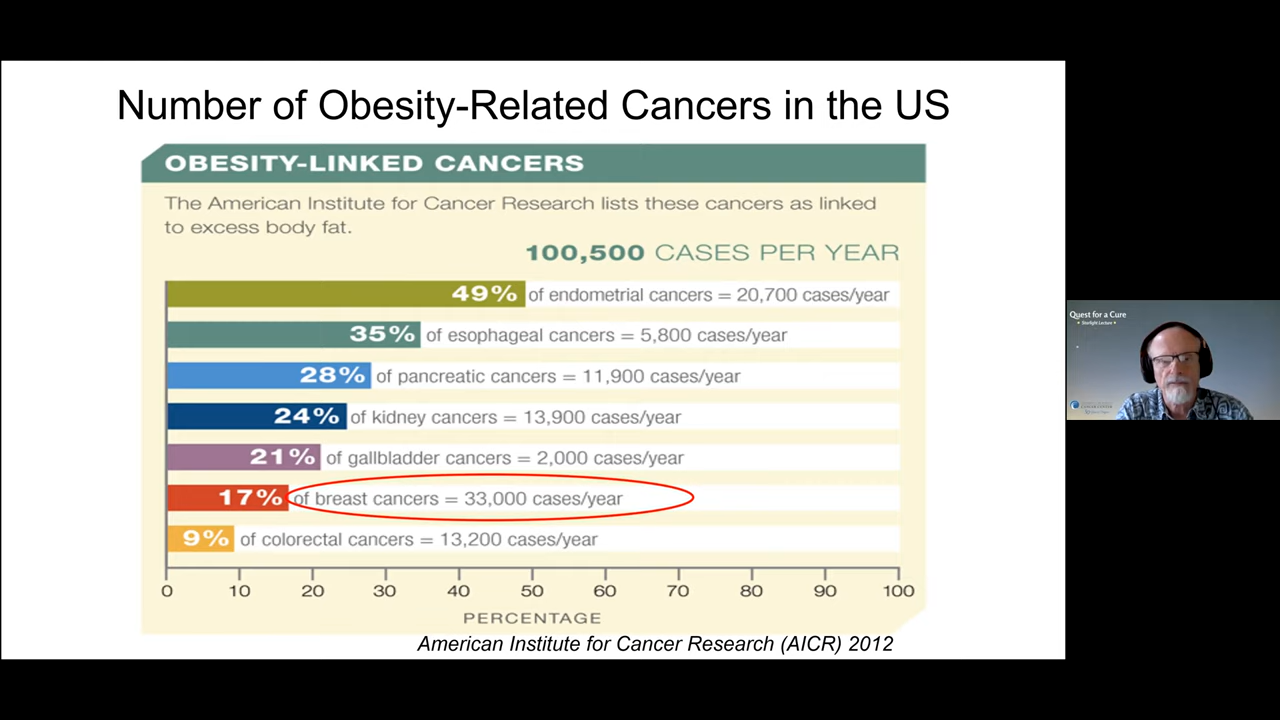 Number of Obesity-Related Cancers in the US
OBESITY-LINKED CANCERS
The American Institute for Cancer Research lists these cancers as linked
to excess body fat.
100,500 CASES PER YEAR
49% of endometrial cancers = 20,700 cases/year
35% of esophageal cancers = 5,800 cases/year
28% of pancreatic cancers = 11,900 cases/year
24% of kidney cancers = 13,900 cases/year
21% of gallbladder cancers = 2,000 cases/year
17% of breast cancers = 33,000 cases/year
9% of colorectal cancers = 13,200 cases/year
0 10 20 30 40 50 60 70 80 90 100
PERCENTAGE
American Institute for Cancer Research (AICR) 2012
Quest for a Cure
Starlight Lecture